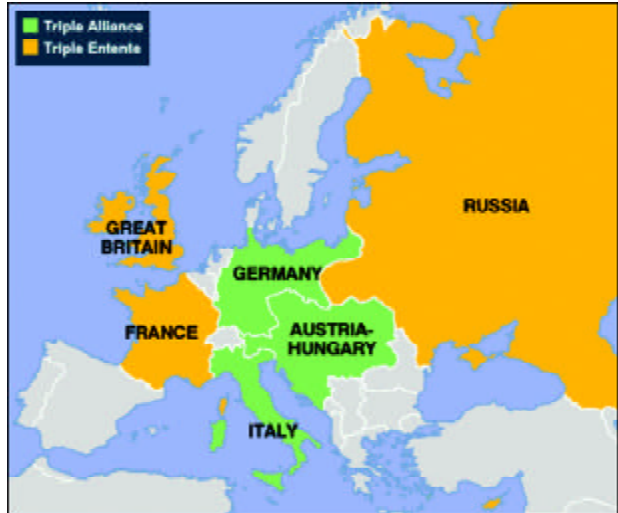 Triple Alliance
Triple Entente
RUSSIA
GREAT
BRITAIN
GERMANY
FRANCE
AUSTRIA-
HUNGARY
ITALY